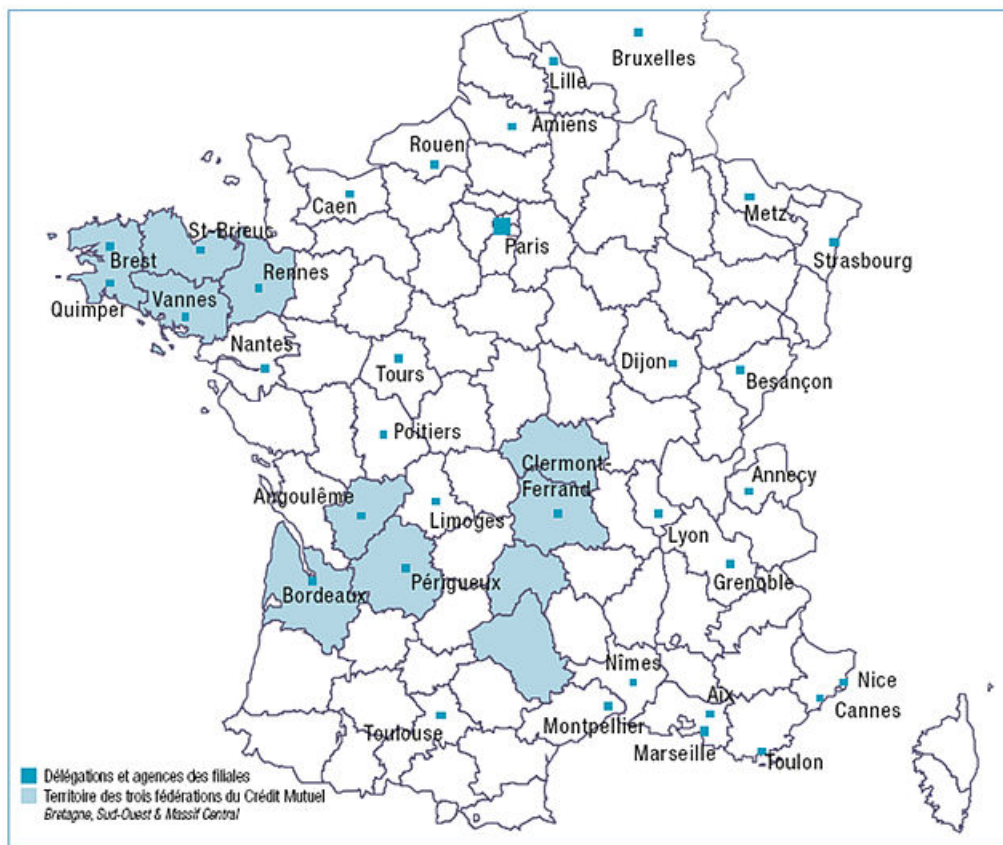 Bruxelles
Lille
Amiens
Rouen
Caen
Metz
St-Brieuc
Paris
Strasbourg
Brest
Rennes
Quimper
Vannes
Nantes
Dijon
Tours
Besançon
Poitiers
Clermont-
Ferrand
Annecy
Angoulême
Limoges
Lyon
Périgueux
Grenoble
Bordeaux
Nîmes
Nice
Aix
Cannes
Toulouse
Montpellier
Marseille
Toulon
Délégations et agences des filiales
Territoire des trois fédérations du Crédit Mutuel
Bretagne, Sud-Ouest & Massif Central